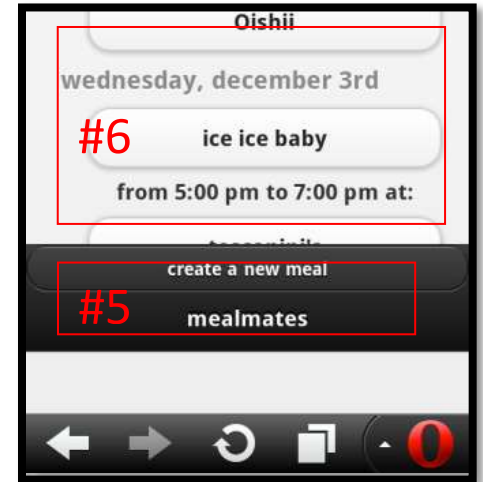 Oishii
wednesday, december 3rd
#6
ice ice baby
from 5:00 pm to 7:00 pm at:
create a new meal
#5
mealmates